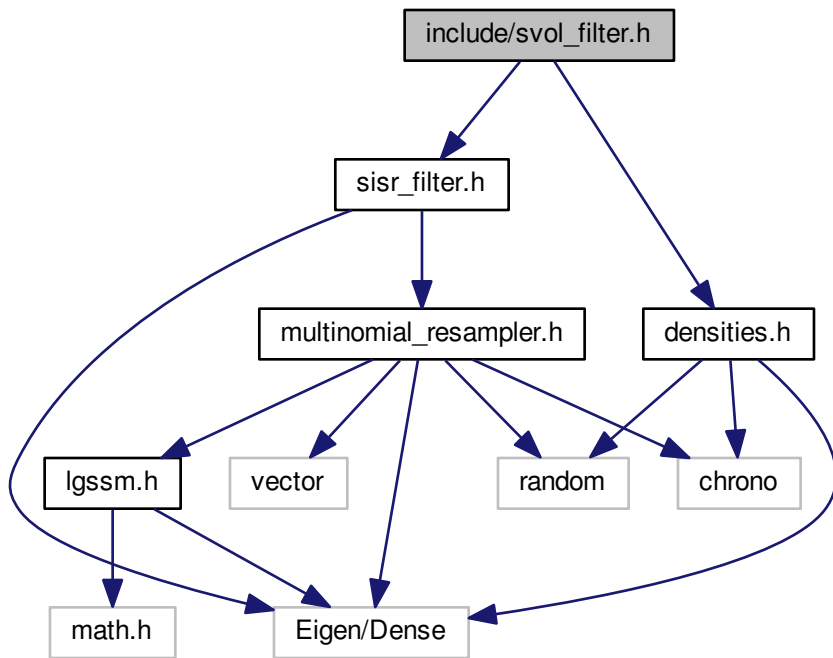 include/svol_filter.h
sisr_filter.h
multinomial_resampler.h
densities.h
lgssm.h
vector
random
chrono
math.h
Eigen/Dense